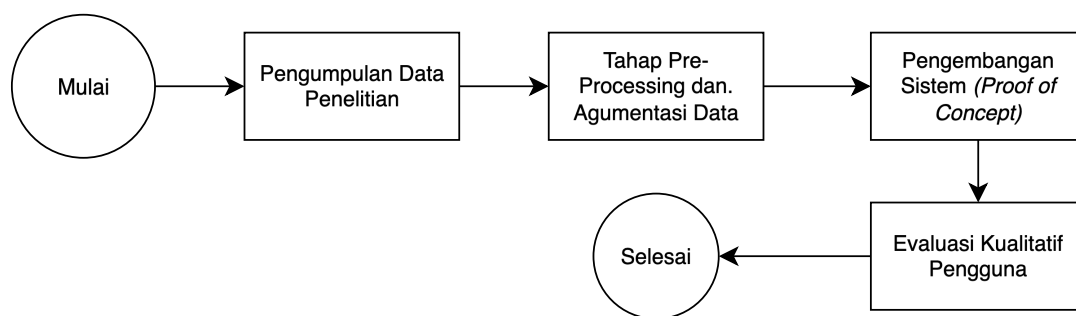 Mulai
Pengumpulan Data
Penelitian
Tahap Pre-
Processing dan.
Agumentasi Data
Pengembangan
Sistem (Proof of
Concept)
Selesai
Evaluasi Kualitatif
Pengguna